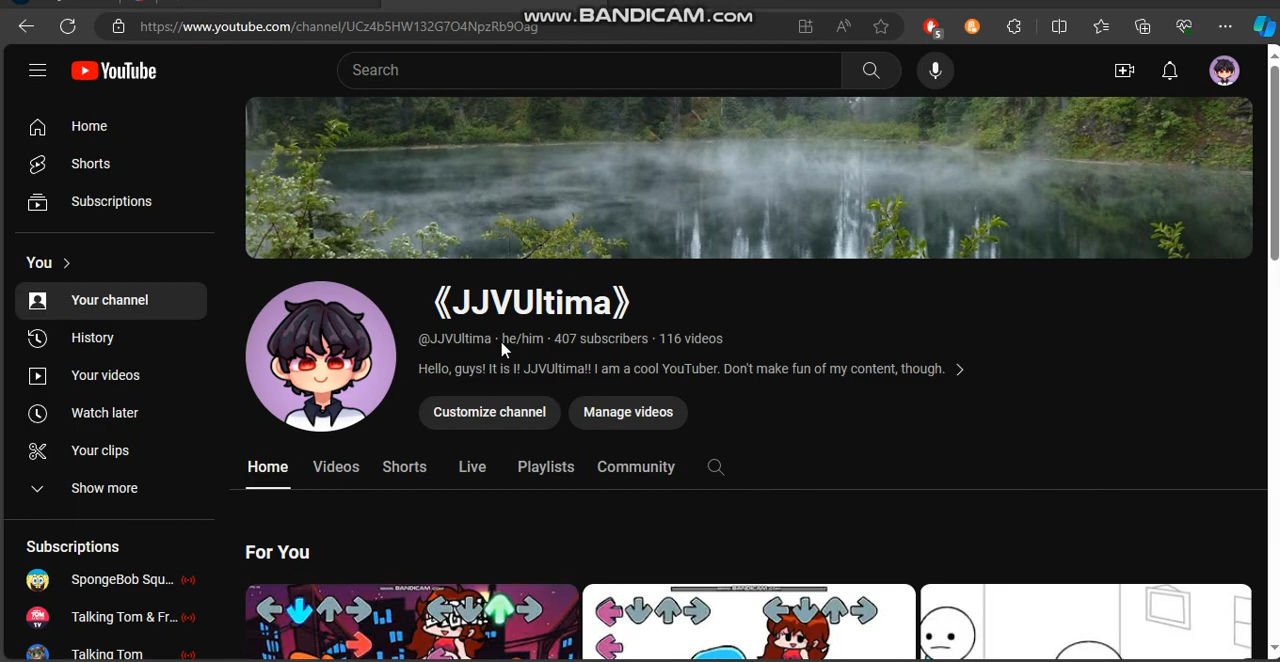 www.BANDICAM.com
https://www.youtube.com/channel/UCz4b5HW132G7O4NpzRb9Oag
5
YouTube
Search
Home
Shorts
Subscriptions
You
Your channel
History
Your videos
Watch later
Your clips
Show more
Subscriptions
SpongeBob Squ...
Talking Tom & Fr...
Talking Tom
《JJVUltima》
@JJVUltima · he/him · 407 subscribers · 116 videos
Hello, guys! It is I! JJVUltima!! I am a cool YouTuber. Don't make fun of my content, though.
Customize channel Manage videos
Home Videos Shorts Live Playlists Community
For You